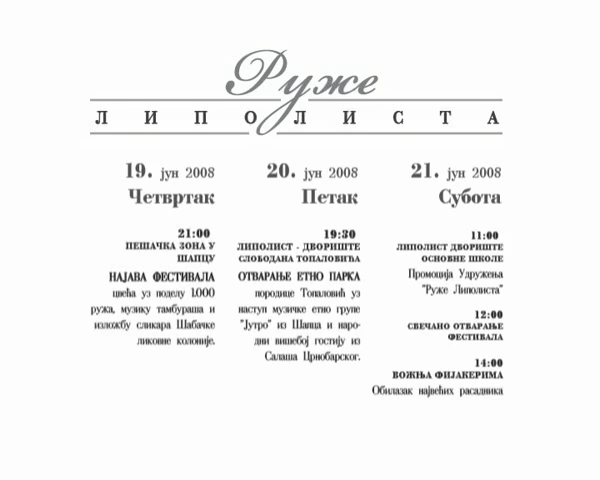 Руже
ЛИПОЛИСТА
19. јун 2008
Четвртак
21:00
ПЕШАЧКА ЗОНА У
ШАПЦУ
НАЈАВА ФЕСТИВАЛА
цвећа уз поделу 1.000
ружа, музику тамбураша и
изложбу сликара Шабачке
ликовне колоније.
20. јун 2008
Петак
19:30
ЛИПОЛИСТ - ДВОРИШТЕ
СЛОБОДАНА ТОПАЛОВИЋА
ОТВАРАЊЕ ЕТНО ПАРКА
породице Топаловић уз
наступ музичке етно групе
"Јутро" из Шапца и наро-
дни вишебој гостију из
Салаша Црнобарског.
21. јун 2008
Субота
11:00
ЛИПОЛИСТ ДВОРИШТЕ
ОСНОВНЕ ШКОЛЕ
Промоција Удружења
"Руже Липолиста"
12:00
СВЕЧАНО ОТВАРАЊЕ
ФЕСТИВАЛА
14:00
ВОЖЊА ФИЈАКЕРИМА
Обилазак највећих расадника